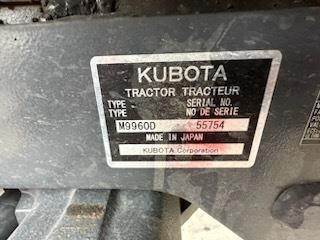 KUBOTA
TRACTOR TRACTEUR
TYPE SERIAL NO.
TYPE NO DE SERIE
M9960D 55754
MADE IN JAPAN
KUBOTA Corporation